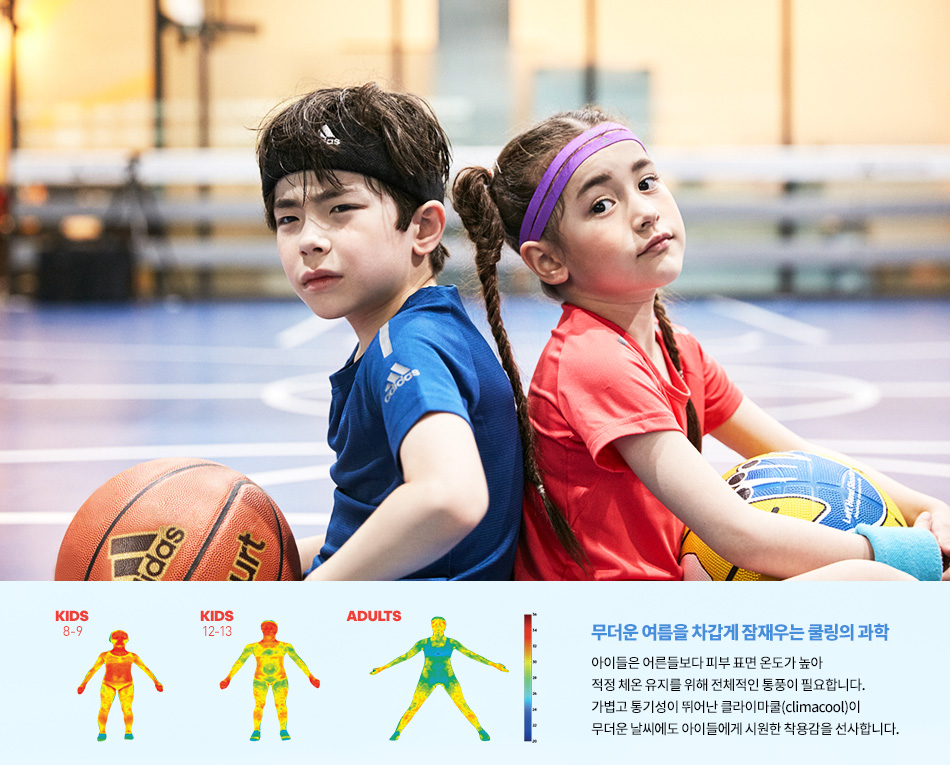 adidas
adidas
adidas
urt
KIDS
8-9
KIDS
12-13
ADULTS
무더운 여름을 차갑게 잠재우는 쿨링의 과학
아이들은 어른들보다 피부 표면 온도가 높아
적정 체온 유지를 위해 전체적인 통풍이 필요합니다.
가볍고 통기성이 뛰어난 클라이마쿨(climacool)이
무더운 날씨에도 아이들에게 시원한 착용감을 선사합니다.